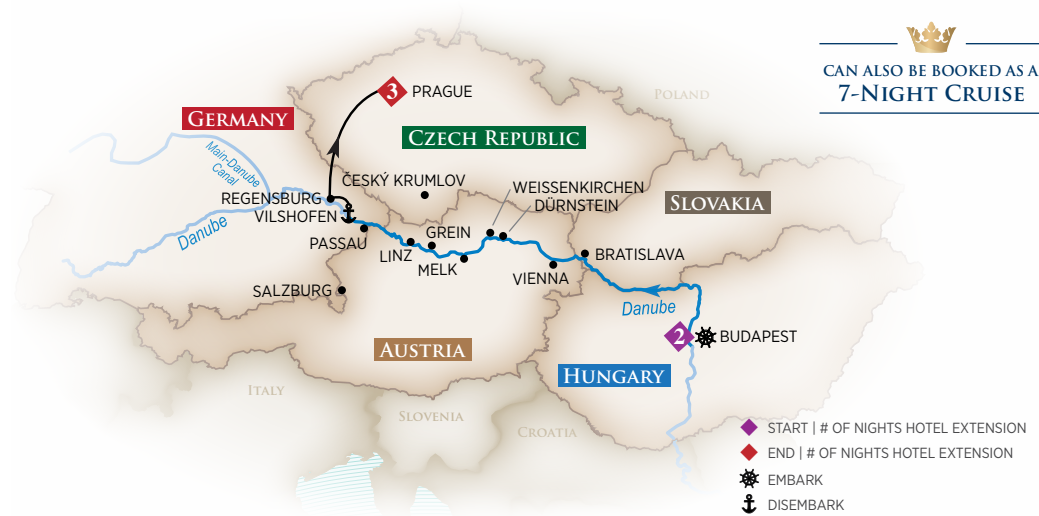 CAN ALSO BE BOOKED AS A
7-NIGHT CRUISE
POLAND
3
PRAGUE
GERMANY
CZECH REPUBLIC
Main-Danube
Canal
ČESKÝ KRUMLOV
WEISSENKIRCHEN
DÜRNSTEIN
SLOVAKIA
REGENSBURG
VILSHOFEN
Danube
PASSAU
GREIN
LINZ
MELK
VIENNA
BRATISLAVA
SALZBURG
Danube
2
BUDAPEST
AUSTRIA
HUNGARY
ITALY
SLOVENIA
CROATIA
START | # OF NIGHTS HOTEL EXTENSION
END | # OF NIGHTS HOTEL EXTENSION
EMBARK
DISEMBARK